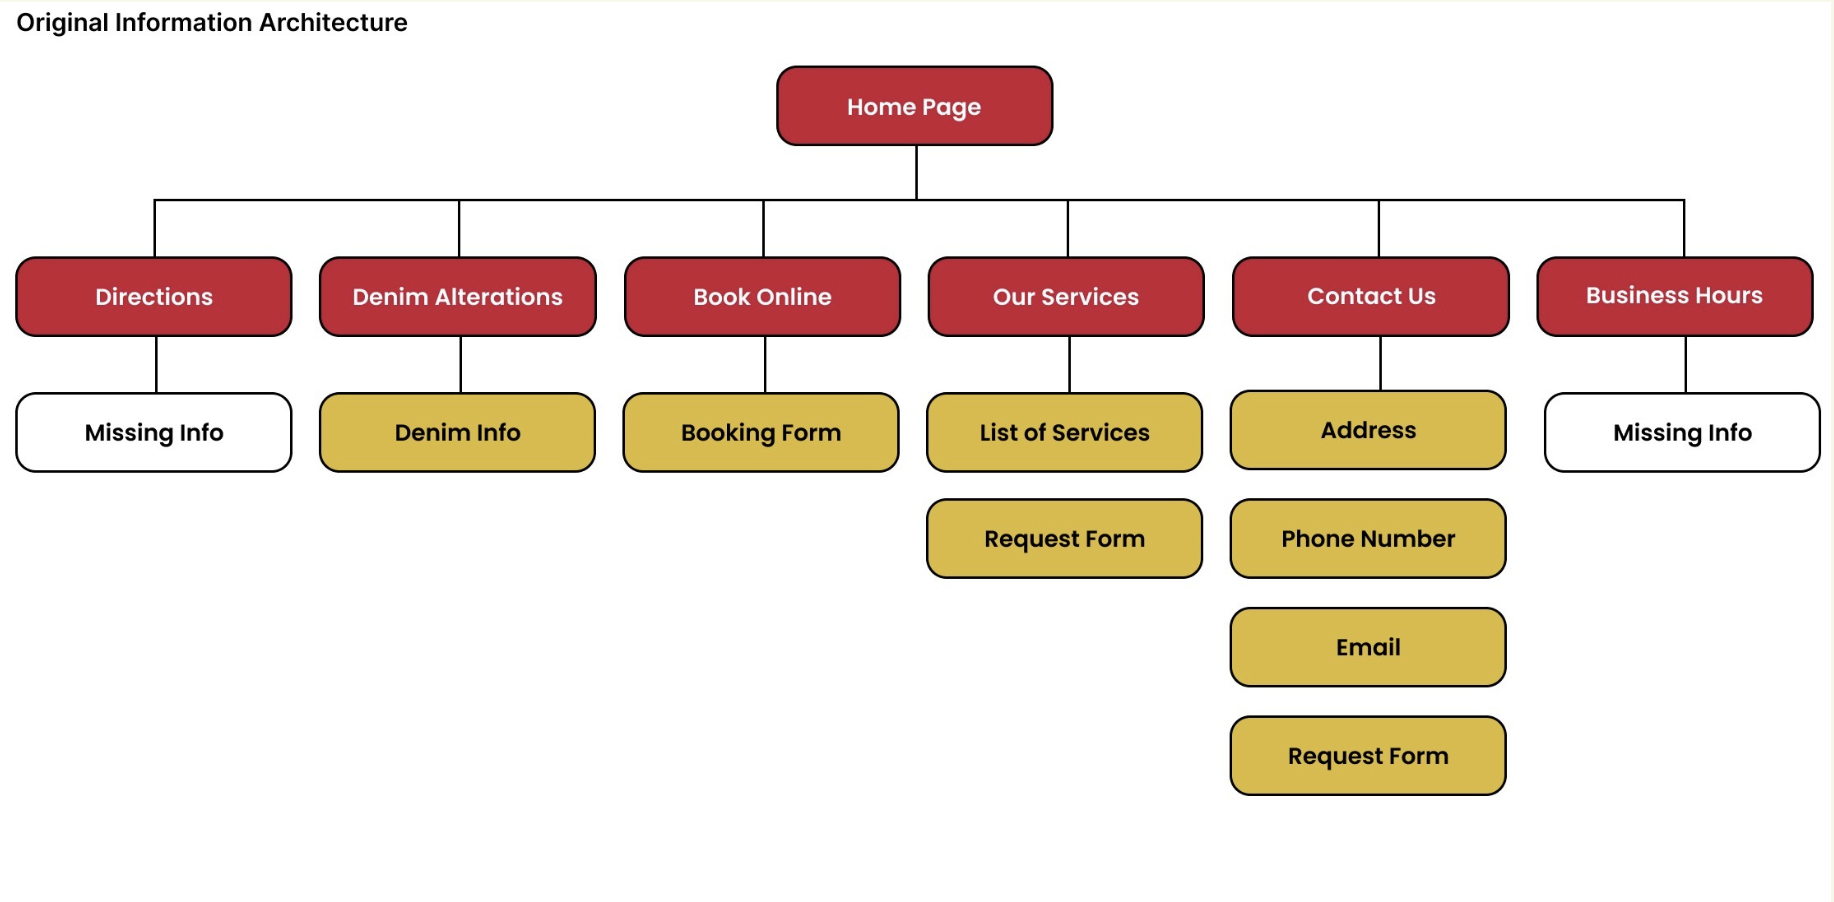 Original Information Architecture
Home Page
Directions
Denim Alterations
Book Online
Our Services
Contact Us
Business Hours
Missing Info
Denim Info
Booking Form
List of Services
Address
Missing Info
Request Form
Phone Number
Email
Request Form